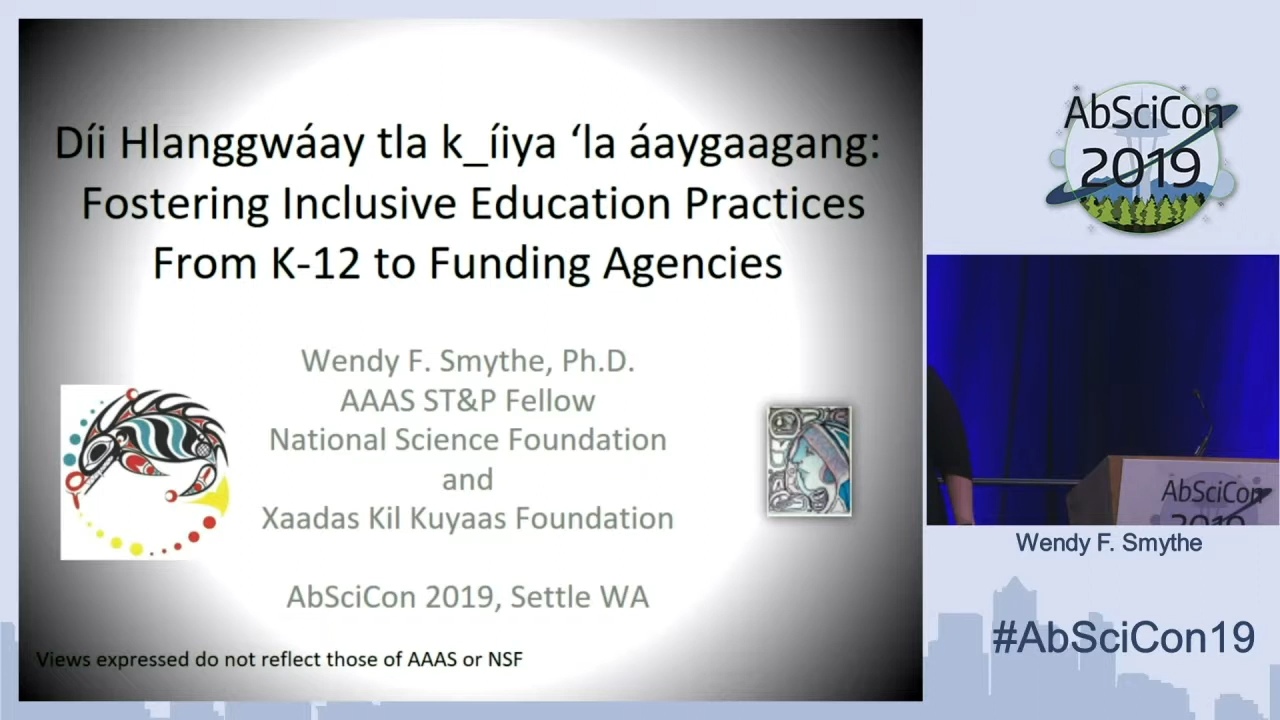 Díi Hlanggwáay tla k_íiya ‘la áaygaagang:
Fostering Inclusive Education Practices
From K-12 to Funding Agencies
Wendy F. Smythe, Ph.D.
AAAS ST&P Fellow
National Science Foundation
and
Xaadas Kil Kuyaas Foundation
AbSciCon 2019, Settle WA
Views expressed do not reflect those of AAAS or NSF
AbSciCon
2019
AbSciCon
2019
Wendy F. Smythe
#AbSciCon19